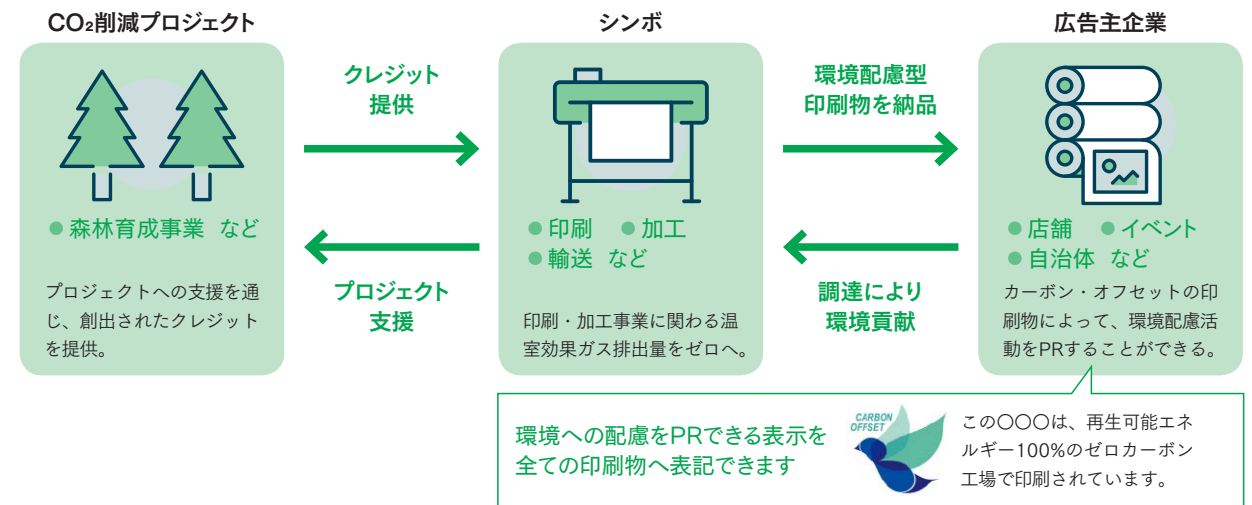 CO₂削減プロジェクト
シンボ
広告主企業
クレジット
提供
環境配慮型
印刷物を納品
● 森林育成事業 など
プロジェクトへの支援を通
じ、創出されたクレジット
を提供。
プロジェクト
支援
● 印刷 ● 加工
● 輸送 など
印刷・加工事業に関わる温
室効果ガス排出量をゼロへ。
調達により
環境貢献
● 店舗 ● イベント
● 自治体 など
カーボン・オフセットの印
刷物によって、環境配慮活
動をPRすることができる。
環境への配慮をPRできる表示を
全ての印刷物へ表記できます
CARBON
OFFSET
この〇〇〇は、再生可能エネ
ルギー100%のゼロカーボン
工場で印刷されています。